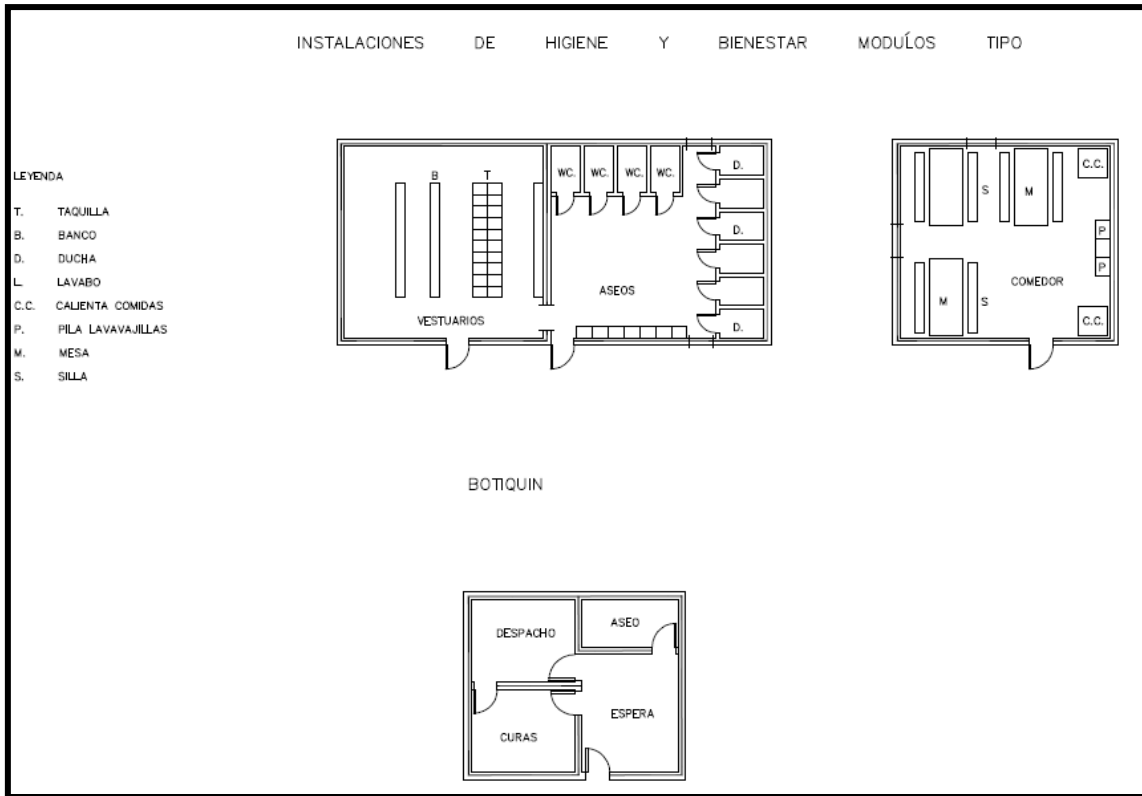 INSTALACIONES DE HIGIENE Y BIENESTAR MODUĹOS TIPO
LEYENDA
T. TAQUILLA
B. BANCO
D. DUCHA
L. LAVABO
C.C. CALIENTA COMIDAS
P. PILA LAVAVAJILLAS
M. MESA
S. SILLA
B T
WC. WC. WC. WC.
D.
D.
D.
ASEOS
VESTUARIOS
C.C.
S M
P
P
COMEDOR
M S
C.C.
BOTIQUIN
DESPACHO
ASEO
ESPERA
CURAS